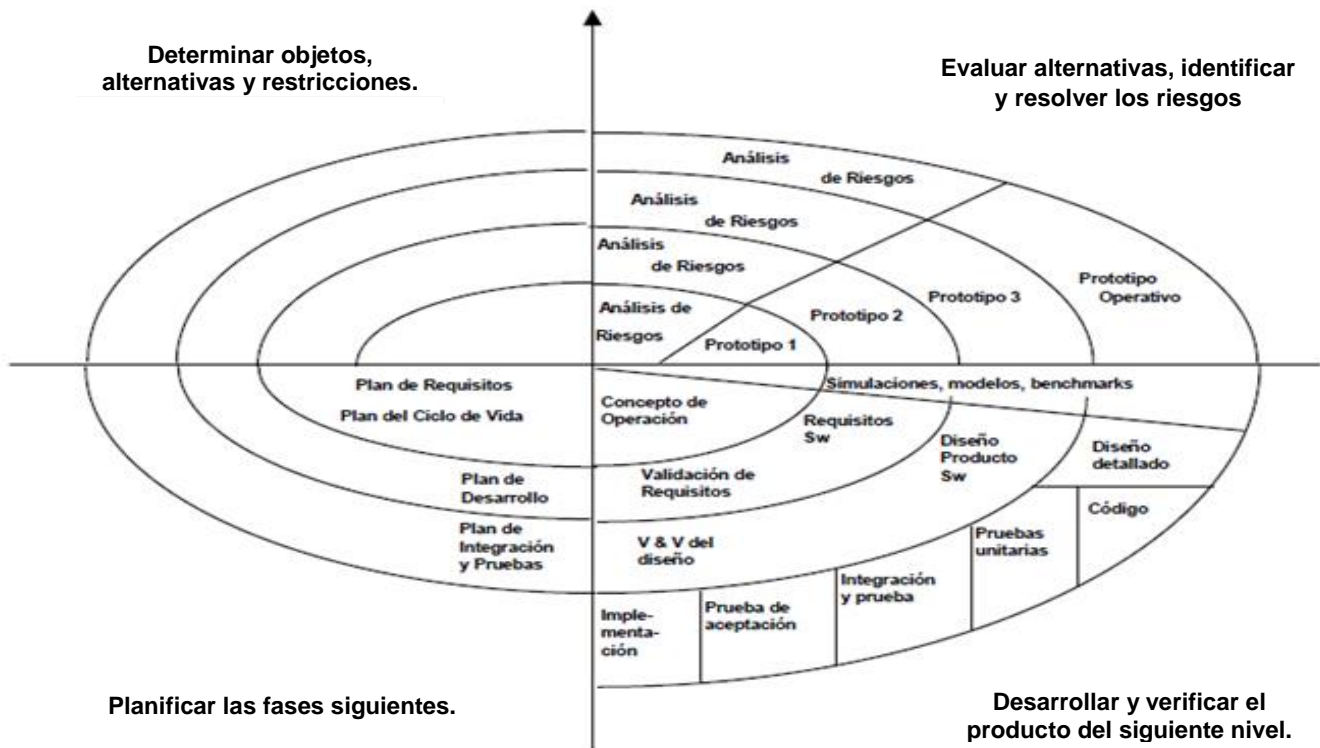 Determinar objetos,
alternativas y restricciones.
Evaluar alternativas, identificar
y resolver los riesgos
Análisis
de Riesgos
Análisis
de Riesgos
Análisis
de Riesgos
Análisis de
Riesgos
Prototipo 1
Prototipo 2
Prototipo 3
Prototipo
Operativo
Simulaciones, modelos, benchmarks
Plan de Requisitos
Plan del Ciclo de Vida
Concepto de
Operación
Requisitos
Sw
Diseño
Producto
Sw
Diseño
detallado
Plan de
Desarrollo
Validación de
Requisitos
Código
Plan de
Integración
y Pruebas
V & V del
diseño
Pruebas
unitarias
Integración
y prueba
Prueba de
aceptación
Imple-
menta-
ción
Planificar las fases siguientes.
Desarrollar y verificar el
producto del siguiente nivel.